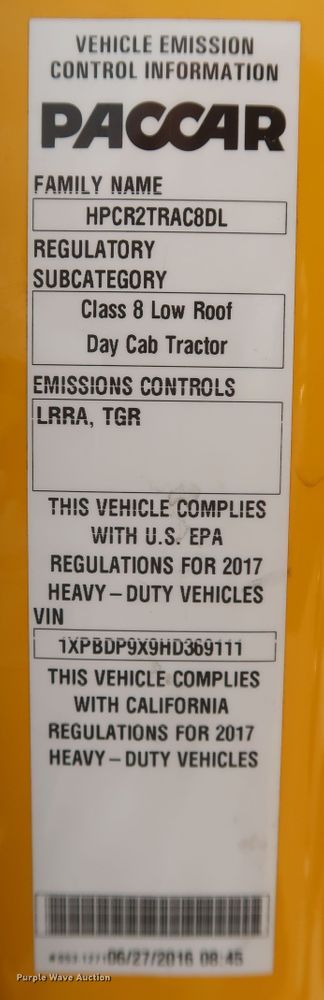 VEHICLE EMISSION
CONTROL INFORMATION
PACCAR
FAMILY NAME
HPCR2TRAC8DL
REGULATORY
SUBCATEGORY
Class 8 Low Roof
Day Cab Tractor
EMISSIONS CONTROLS
LRRA, TGR
THIS VEHICLE COMPLIES
WITH U.S. EPA
REGULATIONS FOR 2017
HEAVY–DUTY VEHICLES
VIN
1XPBDP9X9HD369111
THIS VEHICLE COMPLIES
WITH CALIFORNIA
REGULATIONS FOR 2017
HEAVY–DUTY VEHICLES
06/27/2016 08:45
Purple Wave Auction